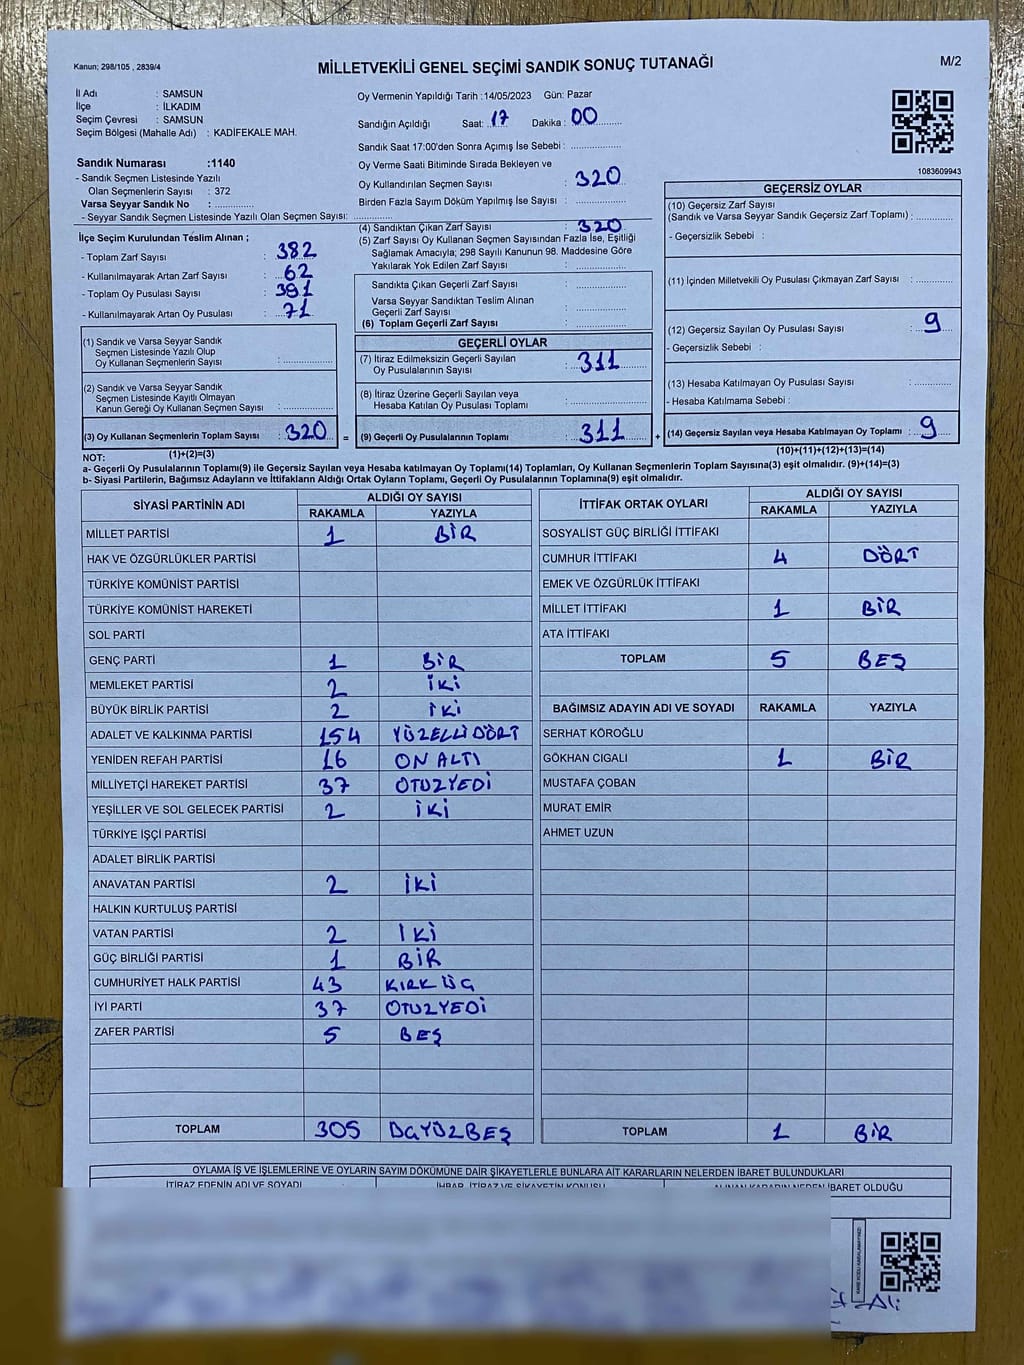 Kanun; 298/105 , 2839/4
MİLLETVEKİLİ GENEL SEÇİMİ SANDIK SONUÇ TUTANAĞI
M/2
İl Adı : SAMSUN
İlçe : İLKADIM
Seçim Çevresi : SAMSUN
Seçim Bölgesi (Mahalle Adı) : KADİFEKALE MAH.
Sandık Numarası :1140
- Sandık Seçmen Listesinde Yazılı
Olan Seçmenlerin Sayısı : 372
Varsa Seyyar Sandık No :
- Seyyar Sandık Seçmen Listesinde Yazılı Olan Seçmen Sayısı:
İlçe Seçim Kurulundan Teslim Alınan ;
- Toplam Zarf Sayısı : 382
- Kullanılmayarak Artan Zarf Sayısı : 62
- Toplam Oy Pusulası Sayısı : 391
- Kullanılmayarak Artan Oy Pusulası : 71
Oy Vermenin Yapıldığı Tarih :14/05/2023 Gün: Pazar
Sandığın Açıldığı Saat: 17 Dakika : 00
Sandık Saat 17:00'den Sonra Açımış İse Sebebi :
Oy Verme Saati Bitiminde Sırada Bekleyen ve
Oy Kullandırılan Seçmen Sayısı : 320
Birden Fazla Sayım Döküm Yapılmış İse Sayısı :
(4) Sandıktan Çıkan Zarf Sayısı : 320
(5) Zarf Sayısı Oy Kullanan Seçmen Sayısından Fazla İse, Eşitliği
Sağlamak Amacıyla; 298 Sayılı Kanunun 98. Maddesine Göre
Yakılarak Yok Edilen Zarf Sayısı :
Sandıkta Çıkan Geçerli Zarf Sayısı :
Varsa Seyyar Sandıktan Teslim Alınan
Geçerli Zarf Sayısı :
(6) Toplam Geçerli Zarf Sayısı :
1083609943
GEÇERSİZ OYLAR
(10) Geçersiz Zarf Sayısı
(Sandık ve Varsa Seyyar Sandık Geçersiz Zarf Toplamı) :
- Geçersizlik Sebebi :
(11) İçinden Milletvekili Oy Pusulası Çıkmayan Zarf Sayısı :
(12) Geçersiz Sayılan Oy Pusulası Sayısı : 9
- Geçersizlik Sebebi :
(13) Hesaba Katılmayan Oy Pusulası Sayısı :
- Hesaba Katılmama Sebebi :
(1) Sandık ve Varsa Seyyar Sandık
Seçmen Listesinde Yazılı Olup
Oy Kullanan Seçmenlerin Sayısı :
(2) Sandık ve Varsa Seyyar Sandık
Seçmen Listesinde Kayıtlı Olmayan
Kanun Gereği Oy Kullanan Seçmen Sayısı :
GEÇERLİ OYLAR
(7) İtiraz Edilmeksizin Geçerli Sayılan
Oy Pusulalarının Sayısı : 311
(8) İtiraz Üzerine Geçerli Sayılan veya
Hesaba Katılan Oy Pusulası Toplamı :
(3) Oy Kullanan Seçmenlerin Toplam Sayısı : 320 = (9) Geçerli Oy Pusulalarının Toplamı : 311 + (14) Geçersiz Sayılan veya Hesaba Katılmayan Oy Toplamı : 9
NOT: (1)+(2)=(3) (10)+(11)+(12)+(13)=(14)
a- Geçerli Oy Pusulalarının Toplamı(9) ile Geçersiz Sayılan veya Hesaba katılmayan Oy Toplamı(14) Toplamları, Oy Kullanan Seçmenlerin Toplam Sayısına(3) eşit olmalıdır. (9)+(14)=(3)
b- Siyasi Partilerin, Bağımsız Adayların ve İttifakların Aldığı Ortak Oyların Toplamı, Geçerli Oy Pusulalarının Toplamına(9) eşit olmalıdır.
SİYASİ PARTİNİN ADI ALDIĞI OY SAYISI
RAKAMLA YAZIYLA
MİLLET PARTİSİ 1 BİR
HAK VE ÖZGÜRLÜKLER PARTİSİ
TÜRKİYE KOMÜNİST PARTİSİ
TÜRKİYE KOMÜNİST HAREKETİ
SOL PARTİ
GENÇ PARTİ 1 BİR
MEMLEKET PARTİSİ 2 İKİ
BÜYÜK BİRLİK PARTİSİ 2 İKİ
ADALET VE KALKINMA PARTİSİ 154 YÜZELLİDÖRT
YENİDEN REFAH PARTİSİ 16 ON ALTI
MİLLİYETÇİ HAREKET PARTİSİ 37 OTUZYEDİ
YEŞİLLER VE SOL GELECEK PARTİSİ 2 İKİ
TÜRKİYE İŞÇİ PARTİSİ
ADALET BİRLİK PARTİSİ
ANAVATAN PARTİSİ 2 İKİ
HALKIN KURTULUŞ PARTİSİ
VATAN PARTİSİ 2 İKİ
GÜÇ BİRLİĞİ PARTİSİ 1 BİR
CUMHURİYET HALK PARTİSİ 43 KIRK ÜÇ
İYİ PARTİ 37 OTUZYEDİ
ZAFER PARTİSİ 5 BEŞ
TOPLAM 305 ÜÇYÜZBEŞ
İTTİFAK ORTAK OYLARI ALDIĞI OY SAYISI
RAKAMLA YAZIYLA
SOSYALİST GÜÇ BİRLİĞİ İTTİFAKI
CUMHUR İTTİFAKI 4 DÖRT
EMEK VE ÖZGÜRLÜK İTTİFAKI
MİLLET İTTİFAKI 1 BİR
ATA İTTİFAKI
TOPLAM 5 BEŞ
BAĞIMSIZ ADAYIN ADI VE SOYADI RAKAMLA YAZIYLA
SERHAT KÖROĞLU
GÖKHAN CIGALI 1 BİR
MUSTAFA ÇOBAN
MURAT EMİR
AHMET UZUN
TOPLAM 1 BİR
OYLAMA İŞ VE İŞLEMLERİNE VE OYLARIN SAYIM DÖKÜMÜNE DAİR ŞİKAYETLERLE BUNLARA AİT KARARLARIN NELERDEN İBARET BULUNDUKLARI
İTİRAZ EDENİN ADI VE SOYADI İHBAR, İTİRAZ VE ŞİKAYETİN KONUSU ALINAN KARARIN NEDEN İBARET OLDUĞU
Ali